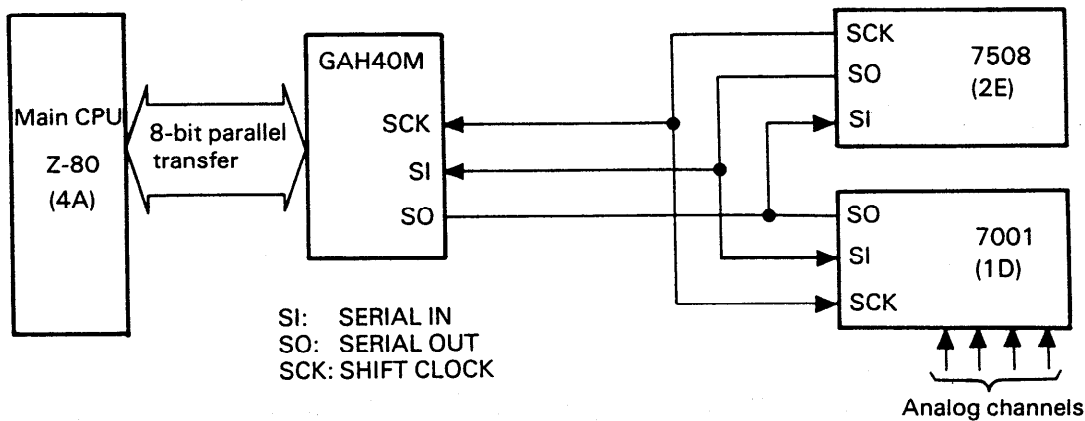 Main CPU
Z-80
(4A)
8-bit parallel
transfer
GAH40M
SCK
SI
SO
SCK
SO
SI
7508
(2E)
SO
SI
SCK
7001
(1D)
Analog channels
SI: SERIAL IN
SO: SERIAL OUT
SCK: SHIFT CLOCK